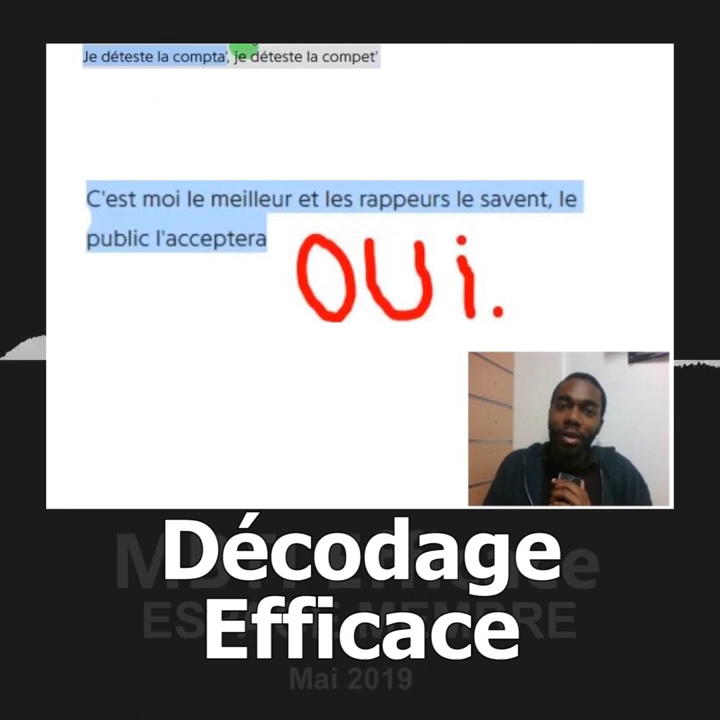 Je déteste la compta', je déteste la compet'
C'est moi le meilleur et les rappeurs le savent, le
public l'acceptera
OUi.
Décodage
Efficace
Mai 2019